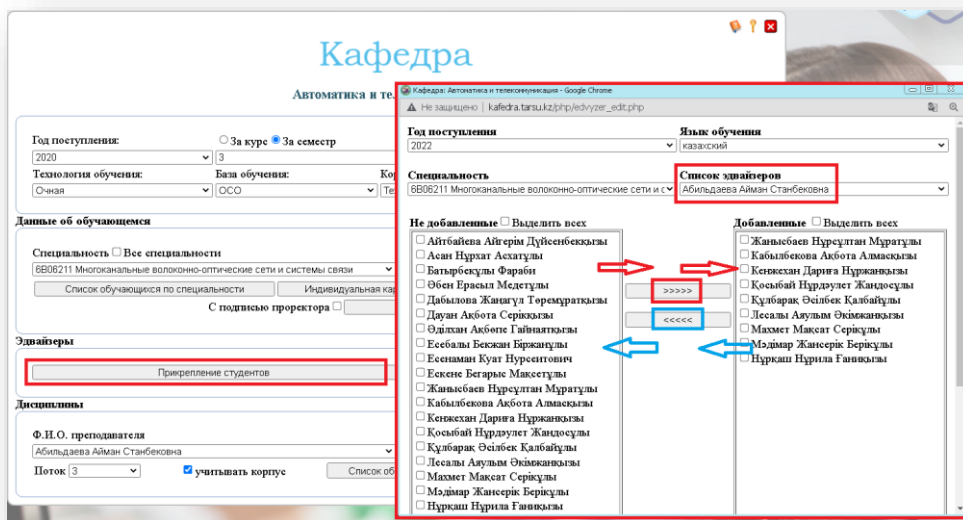 Кафедра
Автоматика и те
Год поступления:
За курс За семестр
2020
3
Технология обучения:
База обучения:
Очная
ОСО
Данные об обучающемся
Специальность Все специальности
6В06211 Многоканальные волоконно-оптические сети и системы связи
Список обучающихся по специальности
Индивидуальная кар
С подписью проректора
Эдвайзеры
Прикрепление студентов
Дисциплины
Ф.И.О. преподавателя
Абильдаева Айман Станбековна
Поток 3
учитывать корпус
Список об
Кафедра: Автоматика и телекоммуникация - Google Chrome
Не защищено | kafedra.tarsu.kz/php/edvyzer_edit.php
Год поступления
Язык обучения
2022
казахский
Специальность
Список эдвайзеров
6В06211 Многоканальные волоконно-оптические сети и с
Абильдаева Айман Станбековна
Не добавленные Выделить всех
Айтбайева Айгерім Дүйсенбекқызы
Асан Нұрхат Асхатұлы
Батырбекұлы Фараби
Әбен Ерасыл Медетұлы
Дабылова Жаңагүл Төремұратқызы
Дауан Ақбота Серікқызы
Әділхан Ақбөпе Гайнаятқызы
Есебалы Бекжан Біржанұлы
Есенаман Куат Нурсеитович
Ескене Бегарыс Мақсетұлы
Жанысбаев Нұрсұлтан Мұратұлы
Кабылбекова Ақбота Алмасқызы
Кенжехан Дариға Нұржанқызы
Қосыбай Нұрдәулет Жандосұлы
Құлбарақ Әсілбек Қалбайұлы
Лесалы Аяулым Әкімжанқызы
Махмет Мақсат Серікұлы
Мәдімар Жансерік Берікұлы
Нұрқаш Нұрила Ғаниқызы
>>>>>
<<<<<
Добавленные Выделить всех
Жанысбаев Нұрсұлтан Мұратұлы
Кабылбекова Ақбота Алмасқызы
Кенжехан Дариға Нұржанқызы
Қосыбай Нұрдәулет Жандосұлы
Құлбарақ Әсілбек Қалбайұлы
Лесалы Аяулым Әкімжанқызы
Махмет Мақсат Серікұлы
Мәдімар Жансерік Берікұлы
Нұрқаш Нұрила Ғаниқызы